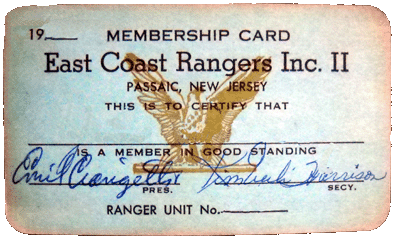 19 MEMBERSHIP CARD
East Coast Rangers Inc. II
PASSAIC, NEW JERSEY
THIS IS TO CERTIFY THAT
IS A MEMBER IN GOOD STANDING
Emil Harrison
PRES. SECY.
RANGER UNIT No.